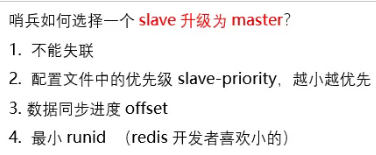 哨兵如何选择一个 slave 升级为 master?
1. 不能失联
2. 配置文件中的优先级 slave-priority，越小越优先
3. 数据同步进度 offset
4. 最小 runid （redis 开发者喜欢小的）